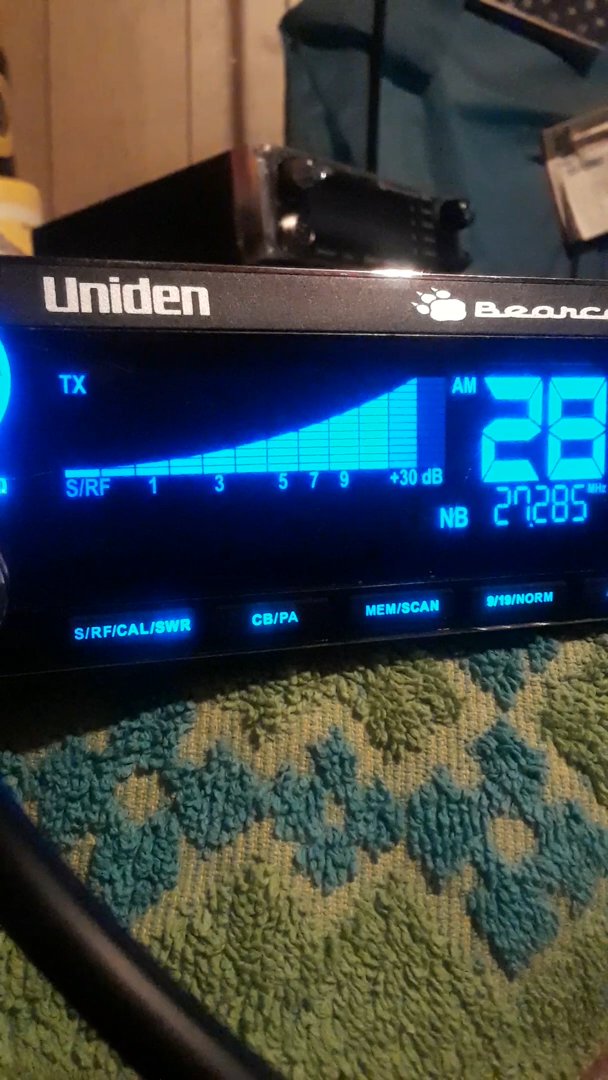 Uniden
Bearc
TX
AM
28
S/RF 1 3 5 7 9 +30 dB
27.285 MHz
NB
S/RF/CAL/SWR
CB/PA
MEM/SCAN
9/19/NORM